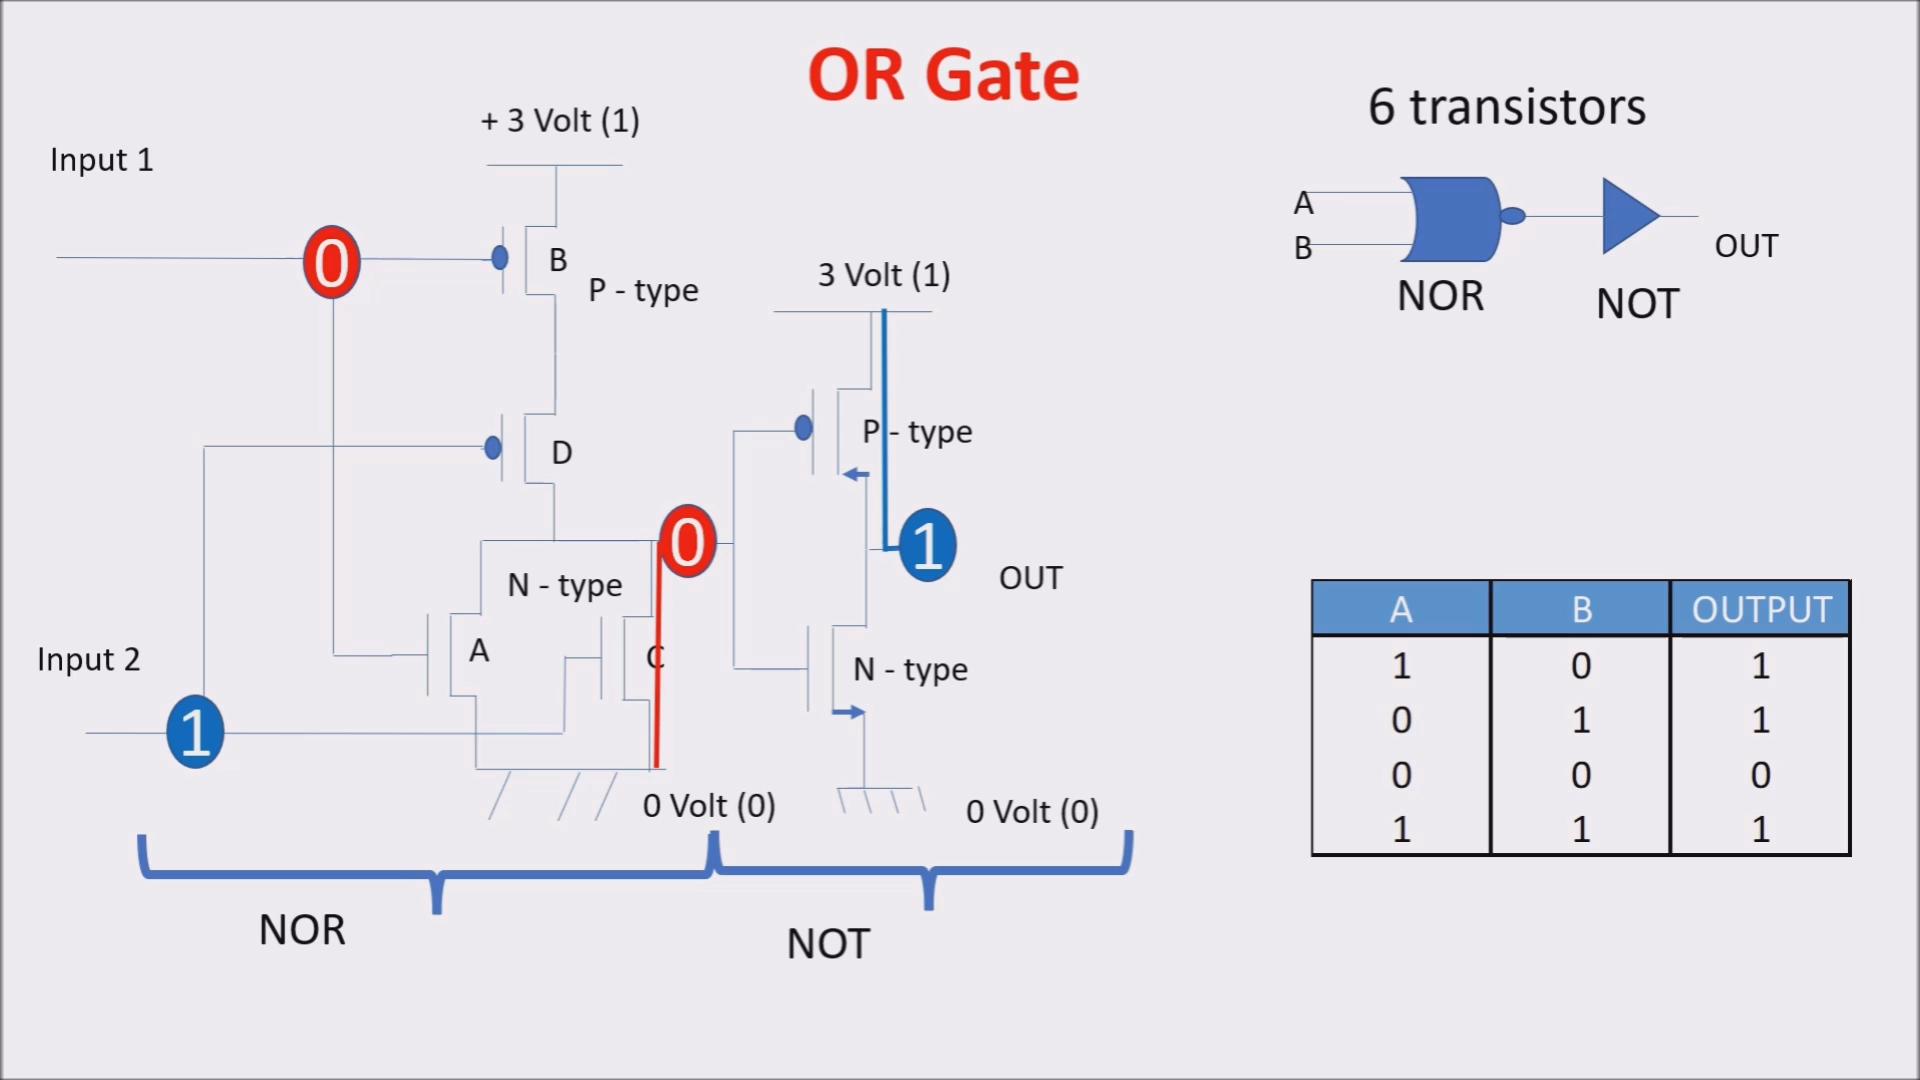 OR Gate
6 transistors
+ 3 Volt (1)
Input 1
0
B
P - type
A
B
OUT
NOR
NOT
3 Volt (1)
P - type
D
0
1
N - type
OUT
A
C
Input 2
N - type
1
0 Volt (0)
0 Volt (0)
NOR
NOT
A B OUTPUT
1 0 1
0 1 1
0 0 0
1 1 1